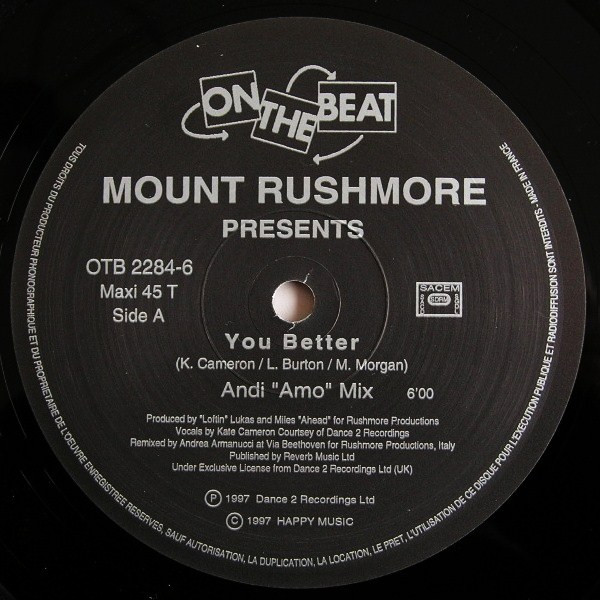 ON THE BEAT
MOUNT RUSHMORE
PRESENTS
OTB 2284-6
Maxi 45 T
Side A
SACEM
SDRM
You Better
(K. Cameron / L. Burton / M. Morgan)
Andi "Amo" Mix 6'00
Produced by "Loftin" Lukas and Miles "Ahead" for Rushmore Productions
Vocals by Kate Cameron Courtsey of Dance 2 Recordings
Remixed by Andrea Armanucci at Via Beethoven for Rushmore Productions, Italy
Published by Reverb Music Ltd
Under Exclusive License from Dance 2 Recordings Ltd (UK)
Ⓟ 1997 Dance 2 Recordings Ltd
© 1997 HAPPY MUSIC
TOUS DROITS DU PRODUCTEUR PHONOGRAPHIQUE ET DU PROPRIETAIRE DE L'OEUVRE ENREGISTREE RESERVES, SAUF AUTORISATION, LA DUPLICATION, LA LOCATION, LE PRET, L'UTILISATION DE CE DISQUE POUR L'EXECUTION PUBLIQUE ET RADIODIFFUSION SONT INTERDITS - MADE IN FRANCE